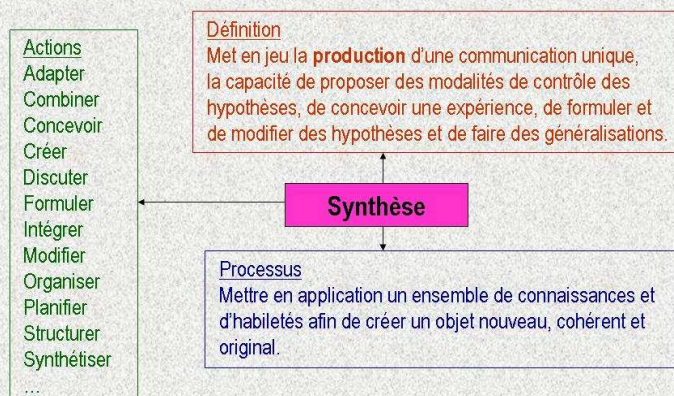 Actions
Adapter
Combiner
Concevoir
Créer
Discuter
Formuler
Intégrer
Modifier
Organiser
Planifier
Structurer
Synthétiser
...
Définition
Met en jeu la production d'une communication unique,
la capacité de proposer des modalités de contrôle des
hypothèses, de concevoir une expérience, de formuler et
de modifier des hypothèses et de faire des généralisations.
Synthèse
Processus
Mettre en application un ensemble de connaissances et
d'habiletés afin de créer un objet nouveau, cohérent et
original.